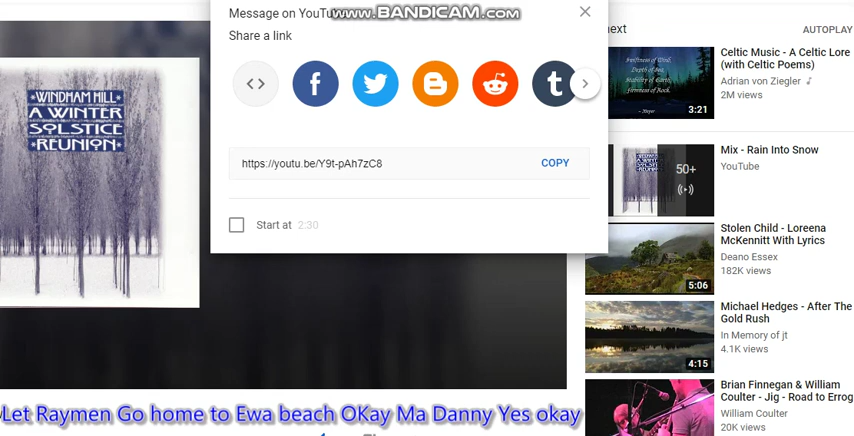 Message on YouTu
www.BANDICAM.com
Share a link
https://youtu.be/Y9t-pAh7zC8
COPY
Start at 2:30
WINDHAM HILL
A WINTER
SOLSTICE
REUNION
Let Raymen Go home to Ewa beach OKay Ma Danny Yes okay
next
AUTOPLAY
Celtic Music - A Celtic Lore
(with Celtic Poems)
Adrian von Ziegler
2M views
3:21
Mix - Rain Into Snow
YouTube
50+
Stolen Child - Loreena
McKennitt With Lyrics
Deano Essex
182K views
5:06
Michael Hedges - After The
Gold Rush
In Memory of jt
4.1K views
4:15
Brian Finnegan & William
Coulter - Jig - Road to Errog
William Coulter
20K views